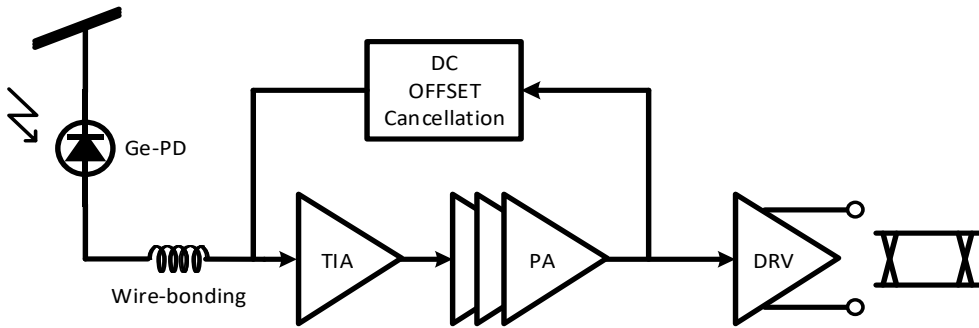 DC
OFFSET
Cancellation
Ge-PD
TIA
PA
DRV
Wire-bonding